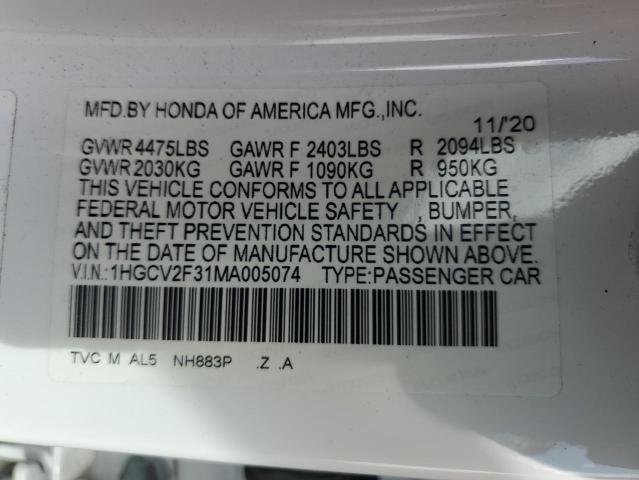 MFD.BY HONDA OF AMERICA MFG.,INC. 11/'20
GVWR 4475LBS GAWR F 2403LBS R 2094LBS
GVWR 2030KG GAWR F 1090KG R 950KG
THIS VEHICLE CONFORMS TO ALL APPLICABLE
FEDERAL MOTOR VEHICLE SAFETY , BUMPER,
AND THEFT PREVENTION STANDARDS IN EFFECT
ON THE DATE OF MANUFACTURE SHOWN ABOVE.
V.I.N.:1HGCV2F31MA005074 TYPE:PASSENGER CAR
TVC M AL5 NH883P .Z .A